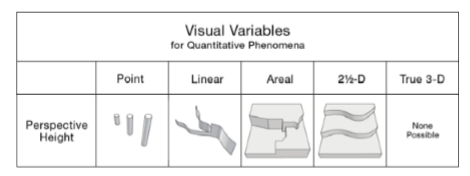 Visual Variables
for Quantitative Phenomena
Point Linear Areal 2½-D True 3-D
Perspective
Height
None
Possible